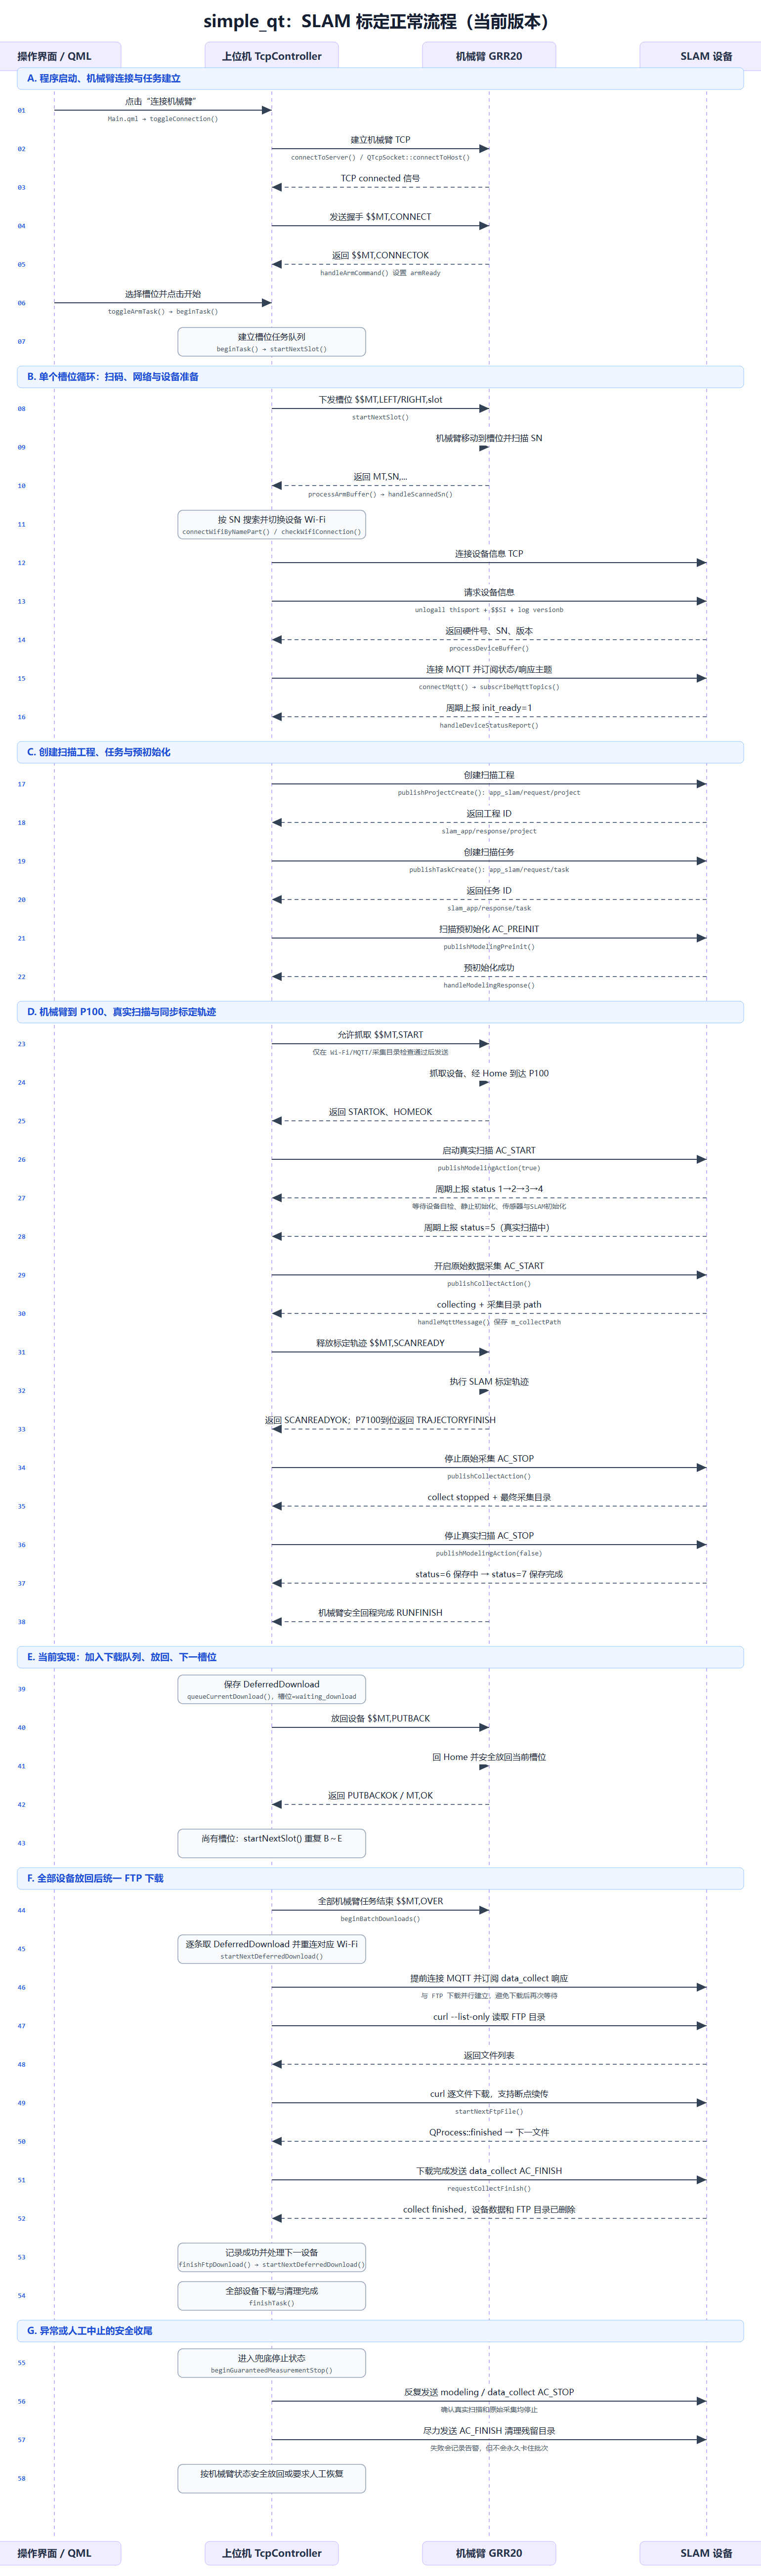 simple_qt：SLAM 标定正常流程（当前版本）
操作界面 / QML
上位机 TcpController
机械臂 GRR20
SLAM 设备
A. 程序启动、机械臂连接与任务建立
01
点击“连接机械臂”
Main.qml → toggleConnection()
02
建立机械臂 TCP
connectToServer() / QTcpSocket::connectToHost()
03
TCP connected 信号
04
发送握手 $$MT,CONNECT
05
返回 $$MT,CONNECTOK
handleArmCommand() 设置 armReady
06
选择槽位并点击开始
toggleArmTask() → beginTask()
07
建立槽位任务队列
beginTask() → startNextSlot()
B. 单个槽位循环：扫码、网络与设备准备
08
下发槽位 $$MT,LEFT/RIGHT,slot
startNextSlot()
09
机械臂移动到槽位并扫描 SN
10
返回 MT,SN,...
processArmBuffer() → handleScannedSn()
11
按 SN 搜索并切换设备 Wi-Fi
connectWifiByNamePart() / checkWifiConnection()
12
连接设备信息 TCP
13
请求设备信息
unlogall thisport + $$SI + log versionb
14
返回硬件号、SN、版本
processDeviceBuffer()
15
连接 MQTT 并订阅状态/响应主题
connectMqtt() → subscribeMqttTopics()
16
周期上报 init_ready=1
handleDeviceStatusReport()
C. 创建扫描工程、任务与预初始化
17
创建扫描工程
publishProjectCreate(): app_slam/request/project
18
返回工程 ID
slam_app/response/project
19
创建扫描任务
publishTaskCreate(): app_slam/request/task
20
返回任务 ID
slam_app/response/task
21
扫描预初始化 AC_PREINIT
publishModelingPreinit()
22
预初始化成功
handleModelingResponse()
D. 机械臂到 P100、真实扫描与同步标定轨迹
23
允许抓取 $$MT,START
仅在 Wi-Fi/MQTT/采集目录检查通过后发送
24
抓取设备、经 Home 到达 P100
25
返回 STARTOK、HOMEOK
26
启动真实扫描 AC_START
publishModelingAction(true)
27
周期上报 status 1→2→3→4
等待设备自检、静止初始化、传感器与SLAM初始化
28
周期上报 status=5（真实扫描中）
29
开启原始数据采集 AC_START
publishCollectAction()
30
collecting + 采集目录 path
handleMqttMessage() 保存 m_collectPath
31
释放标定轨迹 $$MT,SCANREADY
32
执行 SLAM 标定轨迹
33
返回 SCANREADYOK；P7100到位返回 TRAJECTORYFINISH
34
停止原始采集 AC_STOP
publishCollectAction()
35
collect stopped + 最终采集目录
36
停止真实扫描 AC_STOP
publishModelingAction(false)
37
status=6 保存中 → status=7 保存完成
38
机械臂安全回程完成 RUNFINISH
E. 当前实现：加入下载队列、放回、下一槽位
39
保存 DeferredDownload
queueCurrentDownload()，槽位=waiting_download
40
放回设备 $$MT,PUTBACK
41
回 Home 并安全放回当前槽位
42
返回 PUTBACKOK / MT,OK
43
尚有槽位：startNextSlot() 重复 B～E
F. 全部设备放回后统一 FTP 下载
44
全部机械臂任务结束 $$MT,OVER
beginBatchDownloads()
45
逐条取 DeferredDownload 并重连对应 Wi-Fi
startNextDeferredDownload()
46
提前连接 MQTT 并订阅 data_collect 响应
与 FTP 下载并行建立，避免下载后再次等待
47
curl --list-only 读取 FTP 目录
48
返回文件列表
49
curl 逐文件下载，支持断点续传
startNextFtpFile()
50
QProcess::finished → 下一文件
51
下载完成发送 data_collect AC_FINISH
requestCollectFinish()
52
collect finished，设备数据和 FTP 目录已删除
53
记录成功并处理下一设备
finishFtpDownload() → startNextDeferredDownload()
54
全部设备下载与清理完成
finishTask()
G. 异常或人工中止的安全收尾
55
进入兜底停止状态
beginGuaranteedMeasurementStop()
56
反复发送 modeling / data_collect AC_STOP
确认真实扫描和原始采集均停止
57
尽力发送 AC_FINISH 清理残留目录
失败会记录告警，但不会永久卡住批次
58
按机械臂状态安全放回或要求人工恢复
操作界面 / QML
上位机 TcpController
机械臂 GRR20
SLAM 设备